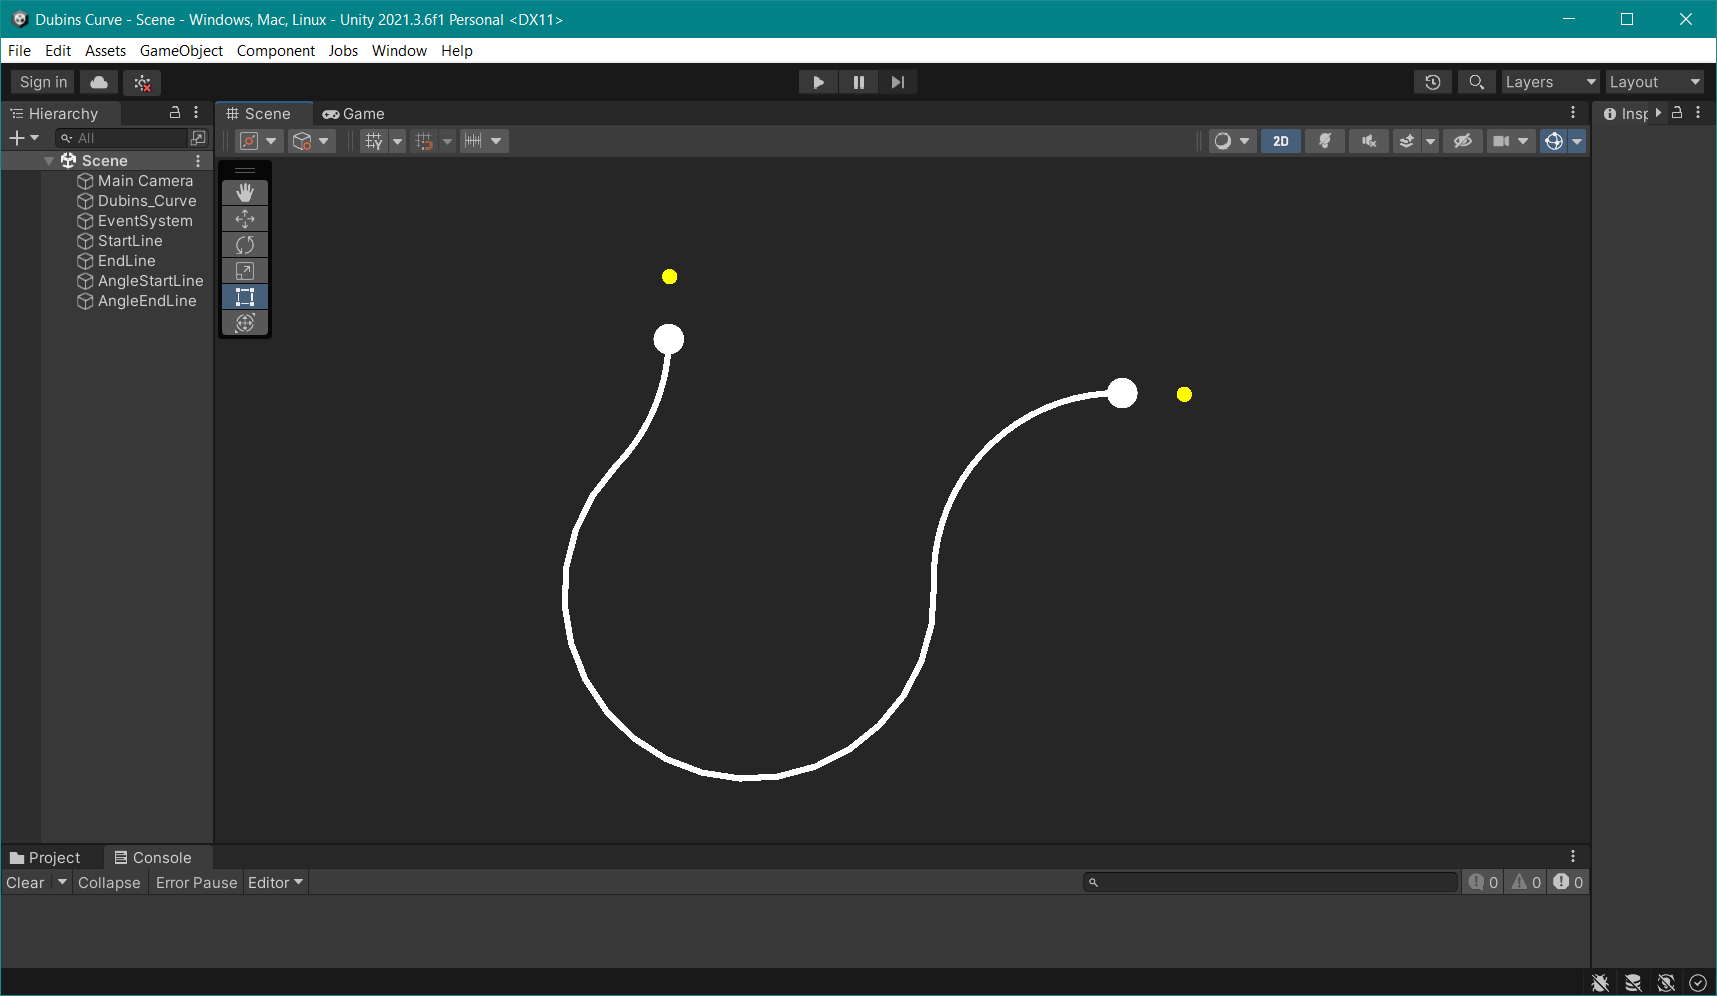 Dubins Curve - Scene - Windows, Mac, Linux - Unity 2021.3.6f1 Personal <DX11>
File Edit Assets GameObject Component Jobs Window Help
Sign in Layers Layout
Hierarchy Scene Game Insp
All 2D
Scene
Main Camera
Dubins_Curve
EventSystem
StartLine
EndLine
AngleStartLine
AngleEndLine
Project Console
Clear Collapse Error Pause Editor 0 0 0